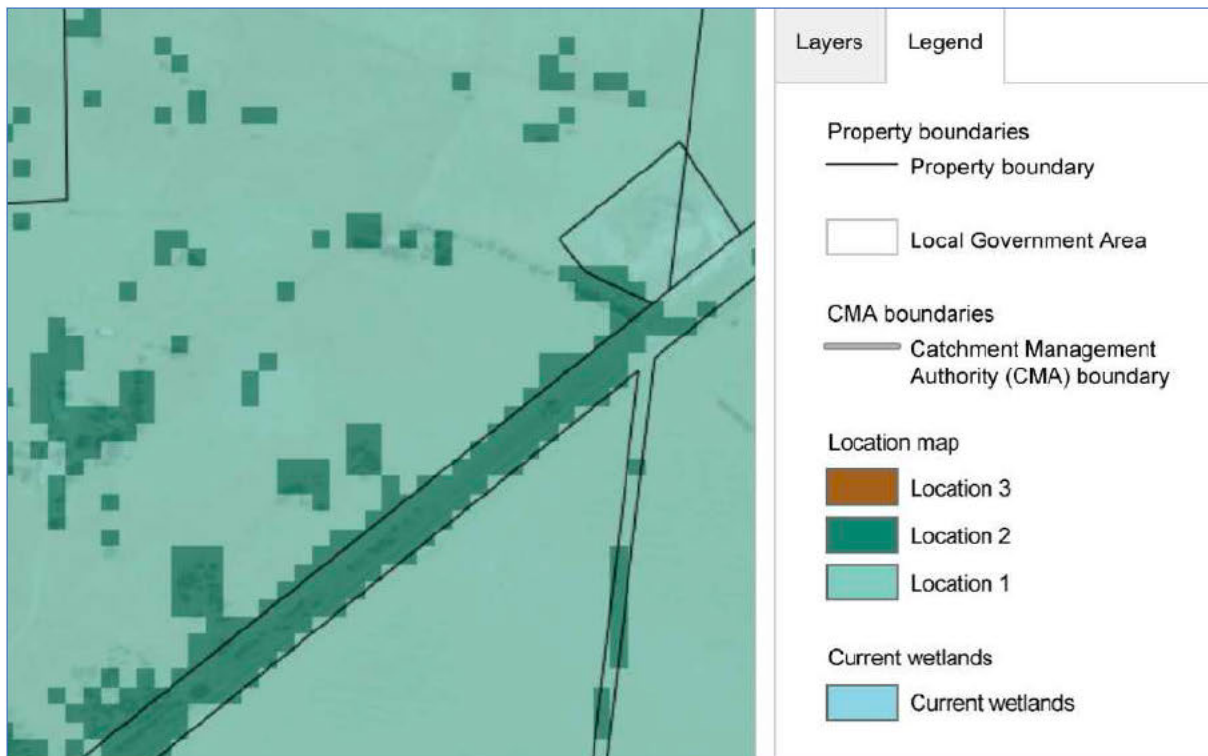 Layers
Legend
Property boundaries
Property boundary
Local Government Area
CMA boundaries
Catchment Management
Authority (CMA) boundary
Location map
Location 3
Location 2
Location 1
Current wetlands
Current wetlands